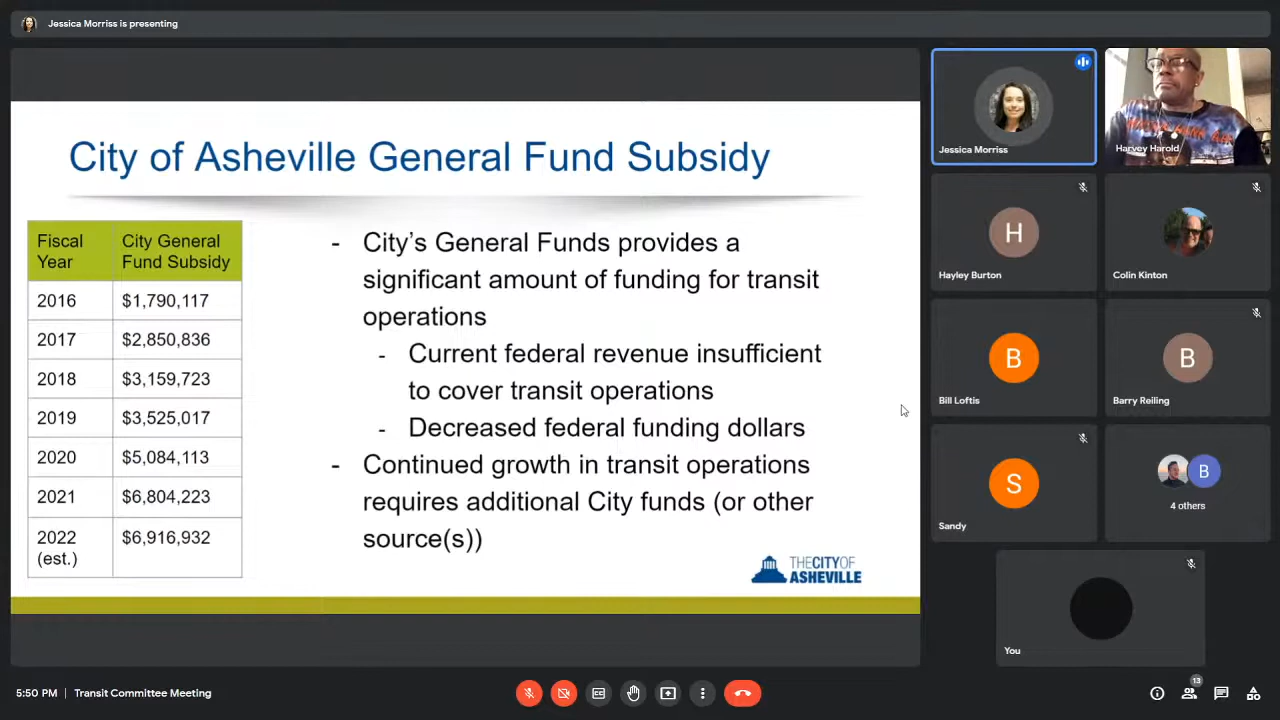 Jessica Morriss is presenting
City of Asheville General Fund Subsidy
Fiscal Year
City General Fund Subsidy
2016 $1,790,117
2017 $2,850,836
2018 $3,159,723
2019 $3,525,017
2020 $5,084,113
2021 $6,804,223
2022 (est.) $6,916,932
- City's General Funds provides a
significant amount of funding for transit
operations
- Current federal revenue insufficient
to cover transit operations
- Decreased federal funding dollars
- Continued growth in transit operations
requires additional City funds (or other
source(s))
THE CITY OF
ASHEVILLE
Jessica Morriss
Harvey Harold
H
Hayley Burton
Colin Kinton
B
Bill Loftis
B
Barry Reiling
S
Sandy
B
4 others
You
5:50 PM | Transit Committee Meeting
13